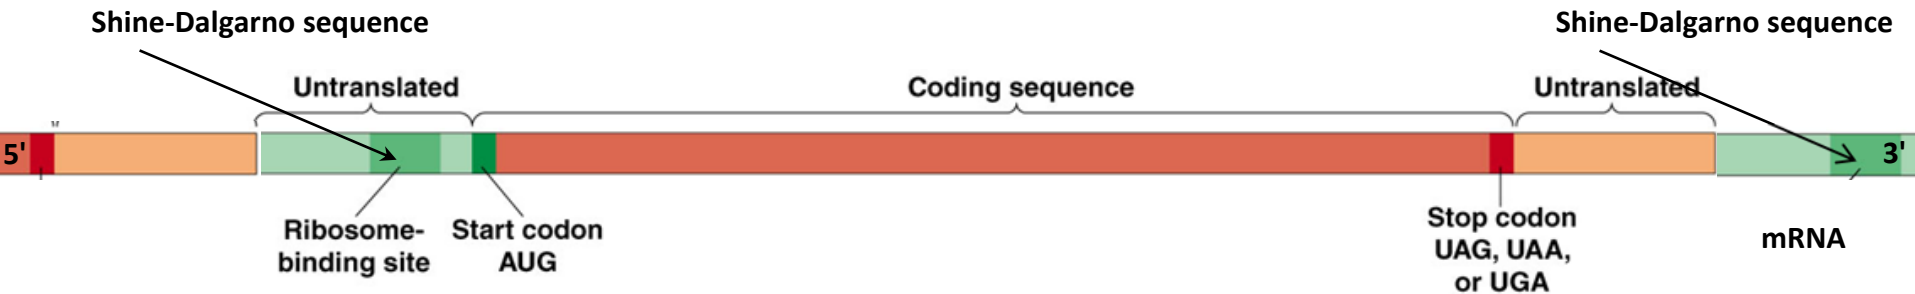 Shine-Dalgarno sequence
Shine-Dalgarno sequence
Untranslated
Coding sequence
Untranslated
5'
3'
Ribosome-
binding site
Start codon
AUG
Stop codon
UAG, UAA,
or UGA
mRNA